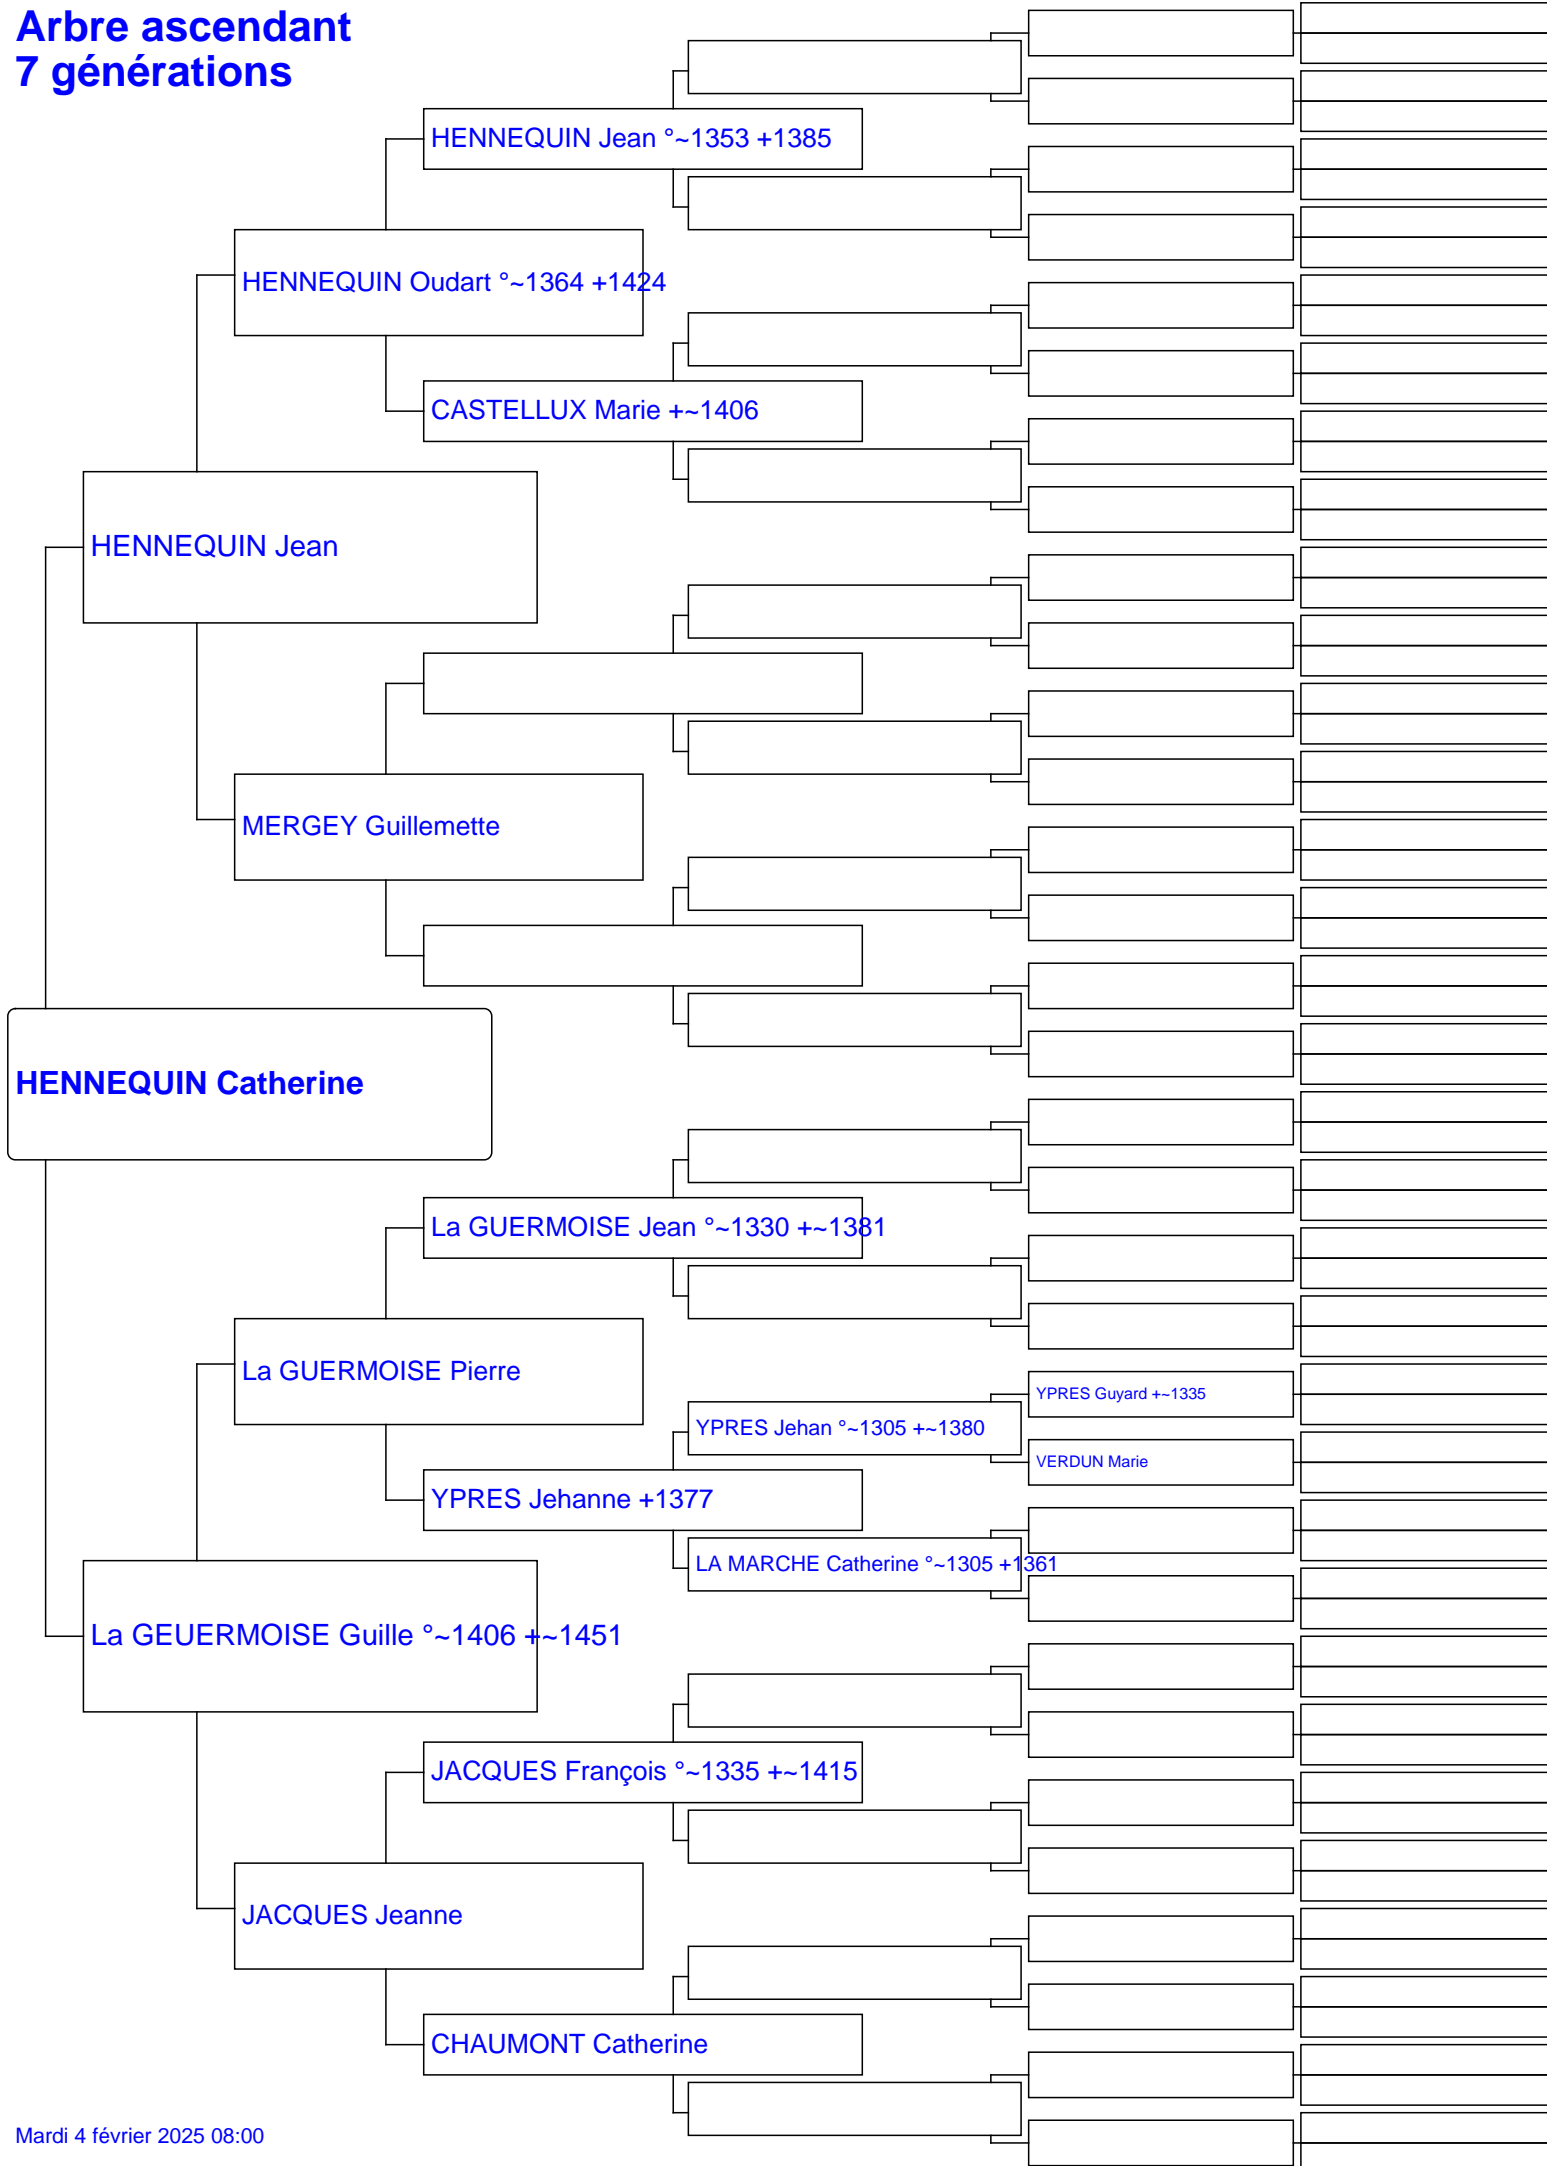 Arbre ascendant
7 générations
HENNEQUIN Jean °~1353 +1385
HENNEQUIN Oudart °~1364 +1424
CASTELLUX Marie +~1406
HENNEQUIN Jean
MERGEY Guillemette
HENNEQUIN Catherine
La GUERMOISE Jean °~1330 +~1381
La GUERMOISE Pierre
YPRES Guyard +~1335
YPRES Jehan °~1305 +~1380
VERDUN Marie
YPRES Jehanne +1377
LA MARCHE Catherine °~1305 +1361
La GEUERMOISE Guille °~1406 +~1451
JACQUES François °~1335 +~1415
JACQUES Jeanne
CHAUMONT Catherine
Mardi 4 février 2025 08:00